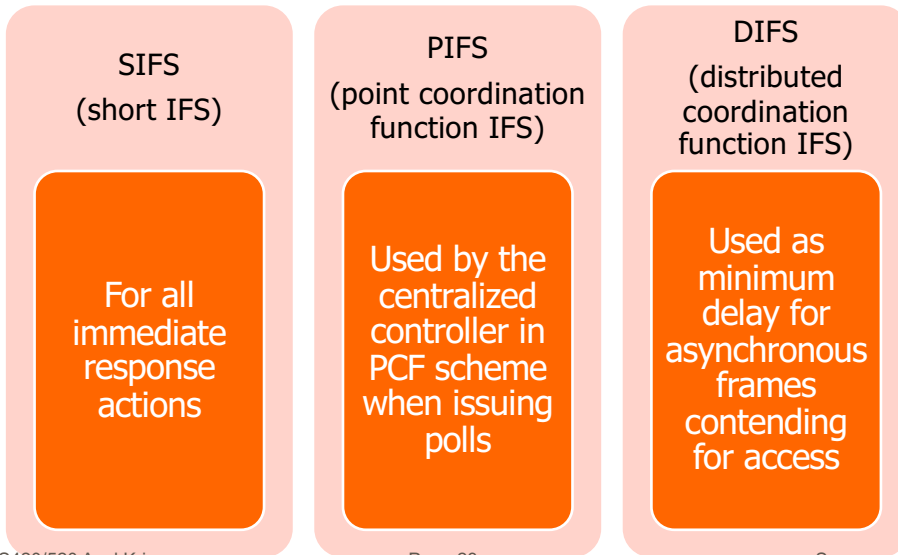 SIFS
(short IFS)
For all
immediate
response
actions
PIFS
(point coordination
function IFS)
Used by the
centralized
controller in
PCF scheme
when issuing
polls
DIFS
(distributed
coordination
function IFS)
Used as
minimum
delay for
asynchronous
frames
contending
for access